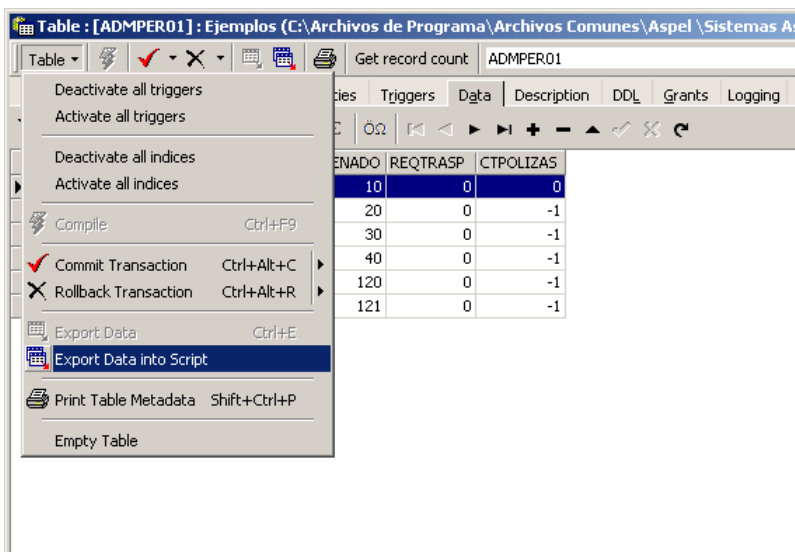 Table : [ADMPER01] : Ejemplos (C:\Archivos de Programa\Archivos Comunes\Aspel \Sistemas
Table Get record count ADMPER01
Triggers Data Description DDL Grants Logging
ÖΩ
Deactivate all triggers
Activate all triggers
Deactivate all indices
Activate all indices
Compile Ctrl+F9
Commit Transaction Ctrl+Alt+C
Rollback Transaction Ctrl+Alt+R
Export Data Ctrl+E
Export Data into Script
Print Table Metadata Shift+Ctrl+P
Empty Table
ENADO REQTRASP CTPOLIZAS
10 0 0
20 0 -1
30 0 -1
40 0 -1
120 0 -1
121 0 -1